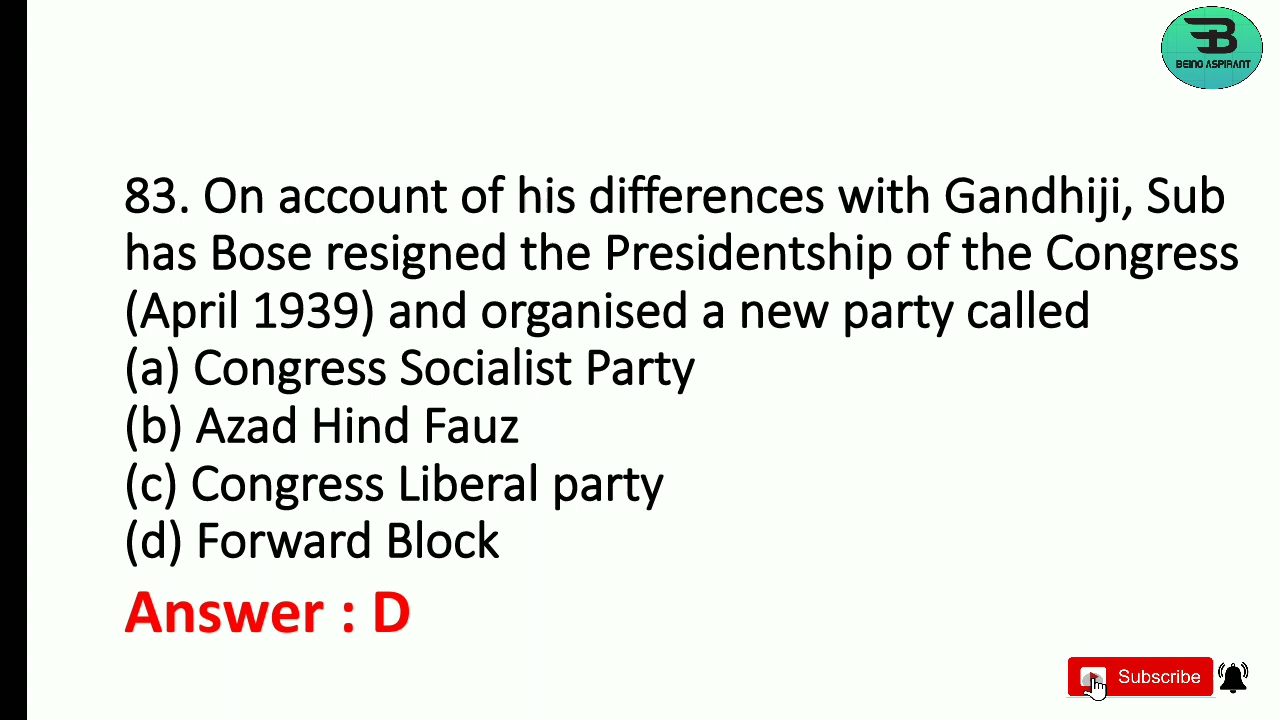 BEING ASPIRANT
83. On account of his differences with Gandhiji, Sub
has Bose resigned the Presidentship of the Congress
(April 1939) and organised a new party called
(a) Congress Socialist Party
(b) Azad Hind Fauz
(c) Congress Liberal party
(d) Forward Block
Answer : D
Subscribe